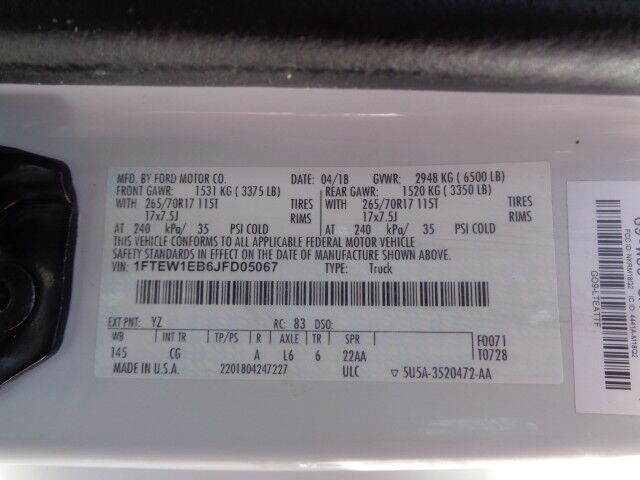 MFD. BY FORD MOTOR CO. DATE: 04/18 GVWR: 2948 KG ( 6500 LB)
FRONT GAWR: 1531 KG ( 3375 LB) REAR GAWR: 1520 KG ( 3350 LB)
WITH 265/70R17 115T TIRES WITH 265/70R17 115T TIRES
17x7.5J RIMS 17x7.5J RIMS
AT 240 kPa/ 35 PSI COLD AT 240 kPa/ 35 PSI COLD
THIS VEHICLE CONFORMS TO ALL APPLICABLE FEDERAL MOTOR VEHICLE
SAFETY STANDARDS IN EFFECT ON THE DATE OF MANUFACTURE SHOWN ABOVE.
VIN: 1FTEW1EB6JFD05067 TYPE: Truck
EXT PNT: YZ RC: 83 DSO:
WB INT TR TP/PS R AXLE TR SPR F0071
145 CG A L6 6 22AA T0728
MADE IN U.S.A. 2201804247227 ULC ▽ 5U5A-3520472-AA
GO9-LTEATTF